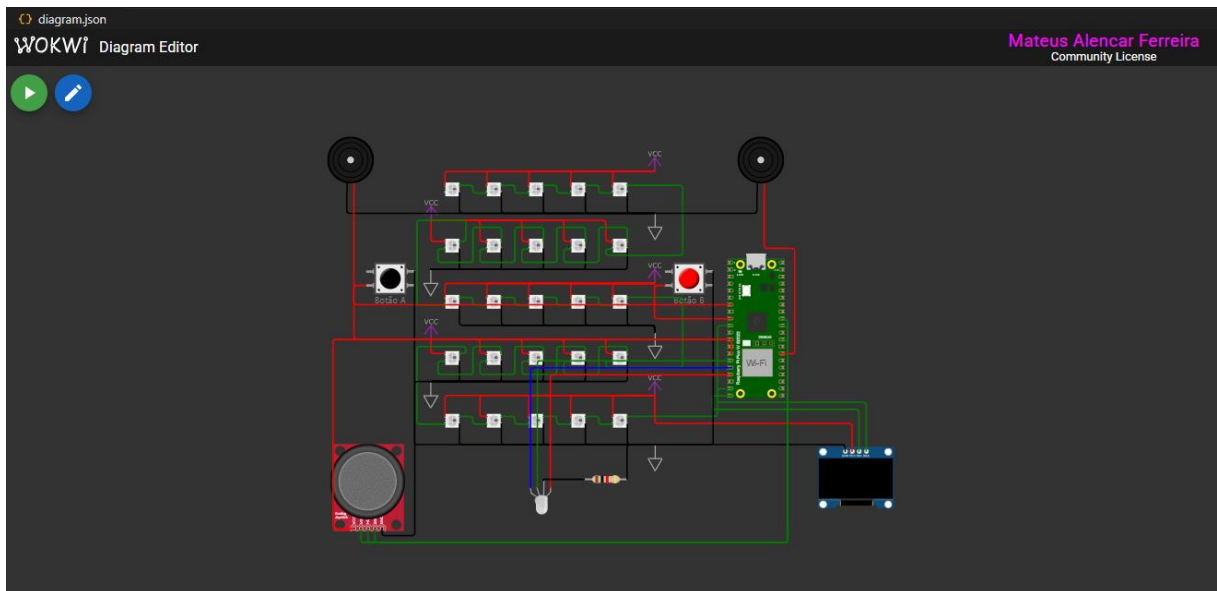 {} diagram.json
WOKWI Diagram Editor
Mateus Alencar Ferreira
Community License
VCC
VCC
Botão A
VCC
Botão B
VCC
Wi-Fi
VCC